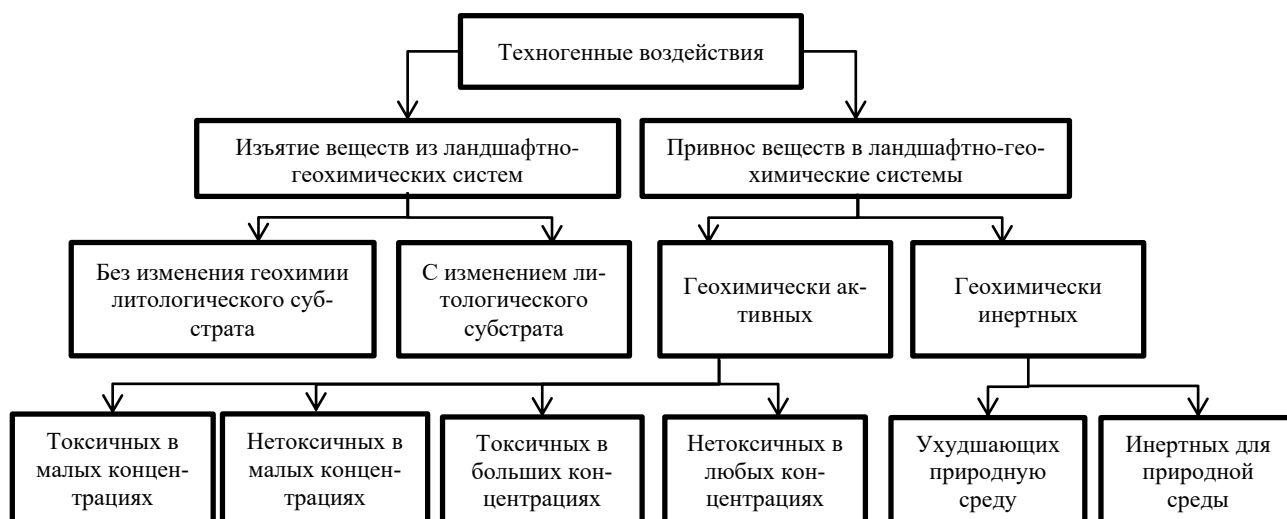 Техногенные воздействия
Изъятие веществ из ландшафтно-
геохимических систем
Привнос веществ в ландшафтно-гео-
химические системы
Без изменения геохимии
литологического суб-
страта
С изменением ли-
тологического
субстрата
Геохимически ак-
тивных
Геохимически
инертных
Токсичных в
малых концен-
трациях
Нетоксичных в
малых концен-
трациях
Токсичных в
больших кон-
центрациях
Нетоксичных в
любых кон-
центрациях
Ухудшающих
природную
среду
Инертных для
природной
среды